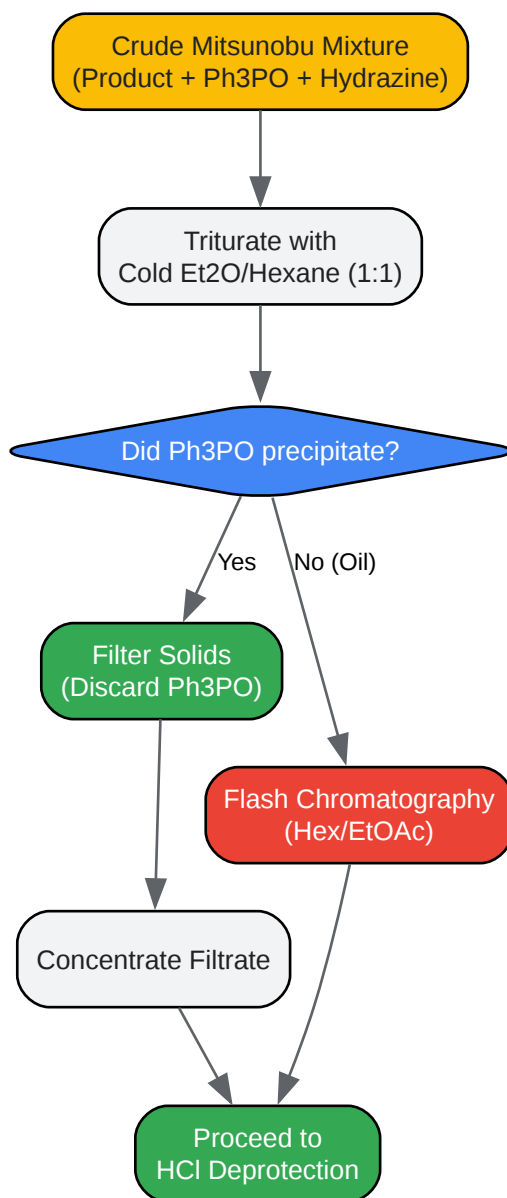 Crude Mitsunobu Mixture
(Product + Ph3PO + Hydrazine)
Triturate with
Cold Et2O/Hexane (1:1)
Did Ph3PO precipitate?
Yes
No (Oil)
Filter Solids
(Discard Ph3PO)
Flash Chromatography
(Hex/EtOAc)
Concentrate Filtrate
Proceed to
HCl Deprotection